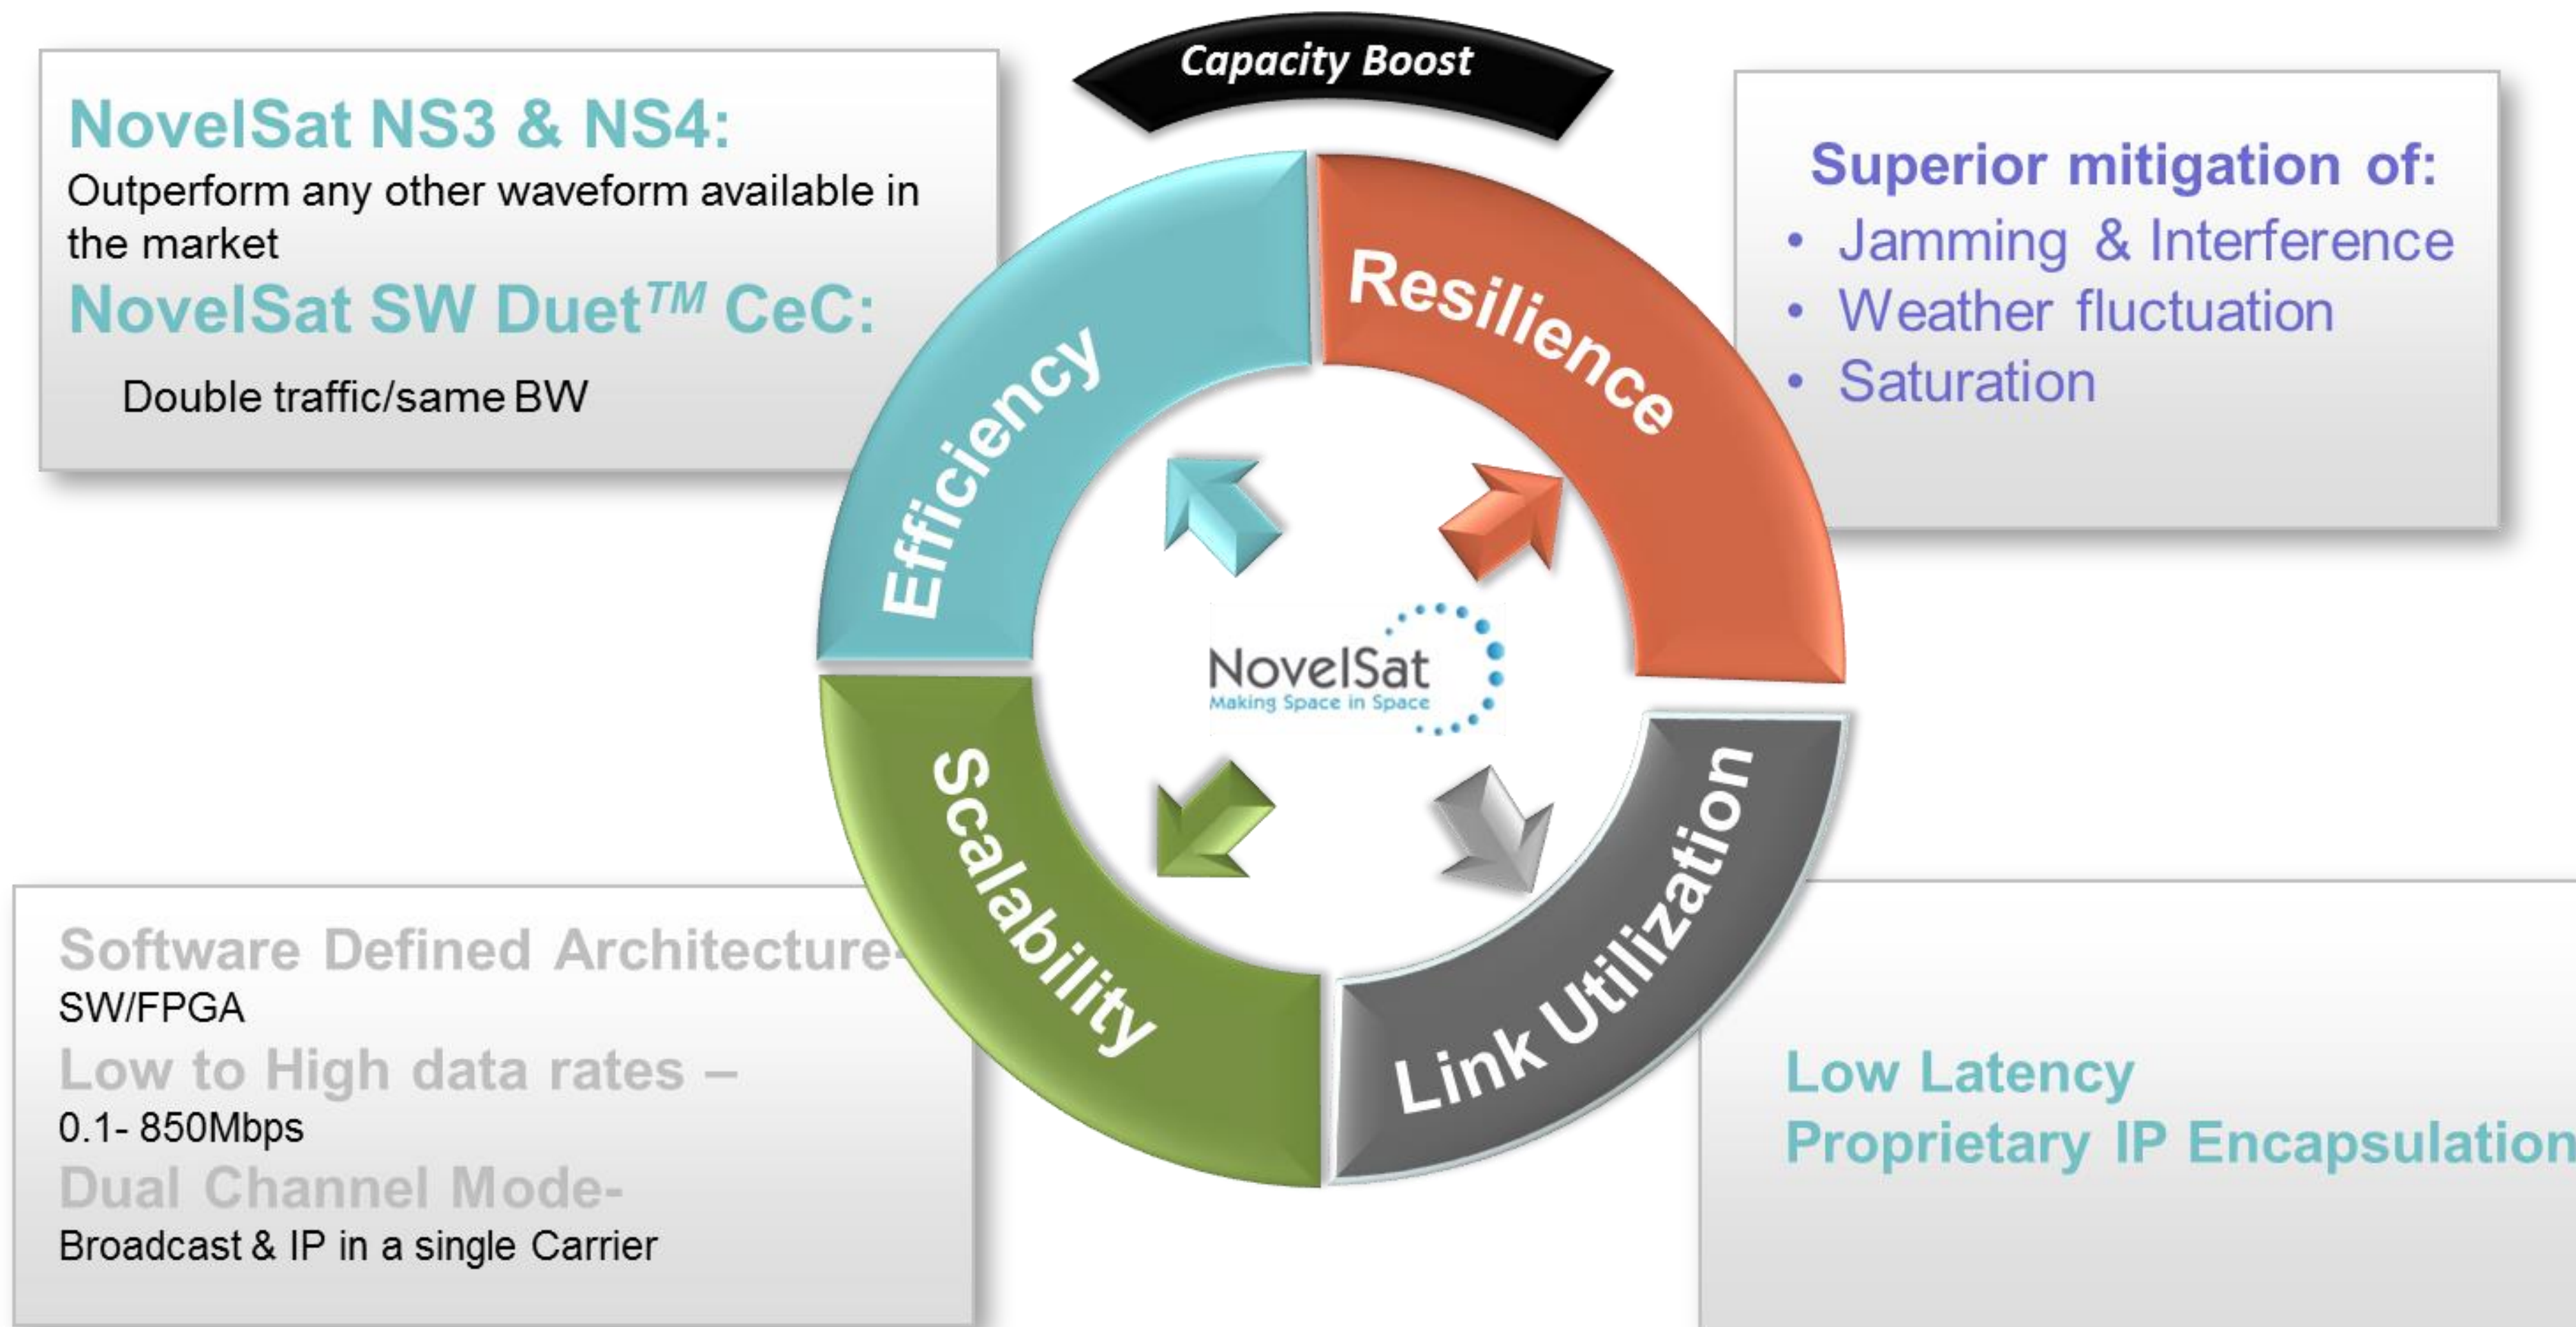 Capacity Boost
NovelSat NS3 & NS4:
Outperform any other waveform available in
the market
NovelSat SW Duet™ CeC:
Double traffic/same BW
Superior mitigation of:
• Jamming & Interference
• Weather fluctuation
• Saturation
Efficiency
Resilience
NovelSat
Making Space in Space
Scalability
Link Utilization
Software Defined Architecture-
SW/FPGA
Low to High data rates –
0.1- 850Mbps
Dual Channel Mode-
Broadcast & IP in a single Carrier
Low Latency
Proprietary IP Encapsulation